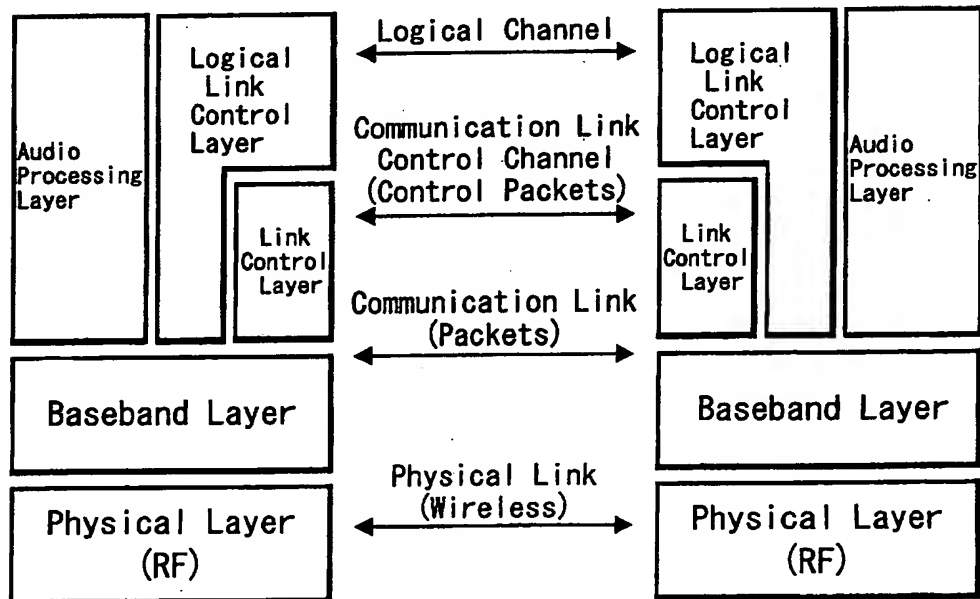 Logical
Link
Control
Layer
Audio
Processing
Layer
Link
Control
Layer
Baseband Layer
Physical Layer
(RF)
Logical Channel
Communication Link
Control Channel
(Control Packets)
Communication Link
(Packets)
Physical Link
(Wireless)
Logical
Link
Control
Layer
Audio
Processing
Layer
Link
Control
Layer
Baseband Layer
Physical Layer
(RF)